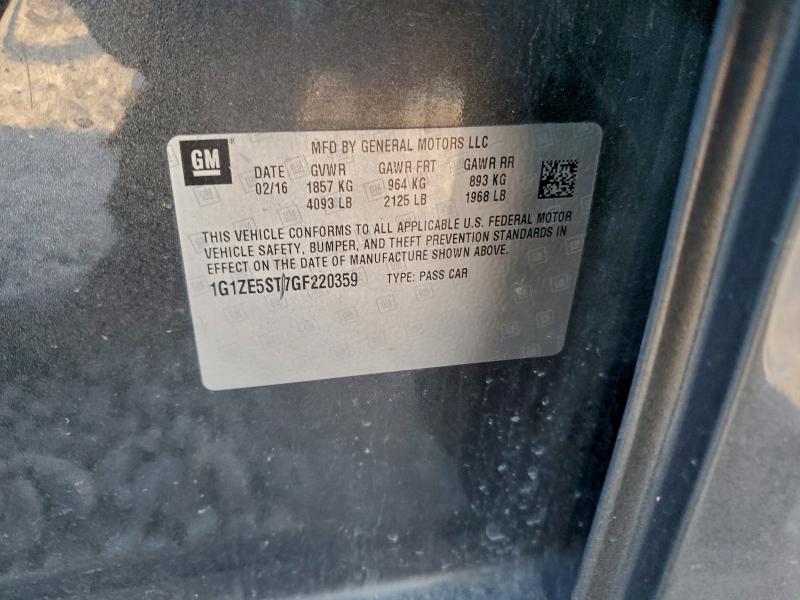 GM
MFD BY GENERAL MOTORS LLC
DATE GVWR GAWR FRT GAWR RR
02/16 1857 KG 964 KG 893 KG
4093 LB 2125 LB 1968 LB
THIS VEHICLE CONFORMS TO ALL APPLICABLE U.S. FEDERAL MOTOR
VEHICLE SAFETY, BUMPER, AND THEFT PREVENTION STANDARDS IN
EFFECT ON THE DATE OF MANUFACTURE SHOWN ABOVE.
1G1ZE5ST7GF220359 TYPE: PASS CAR